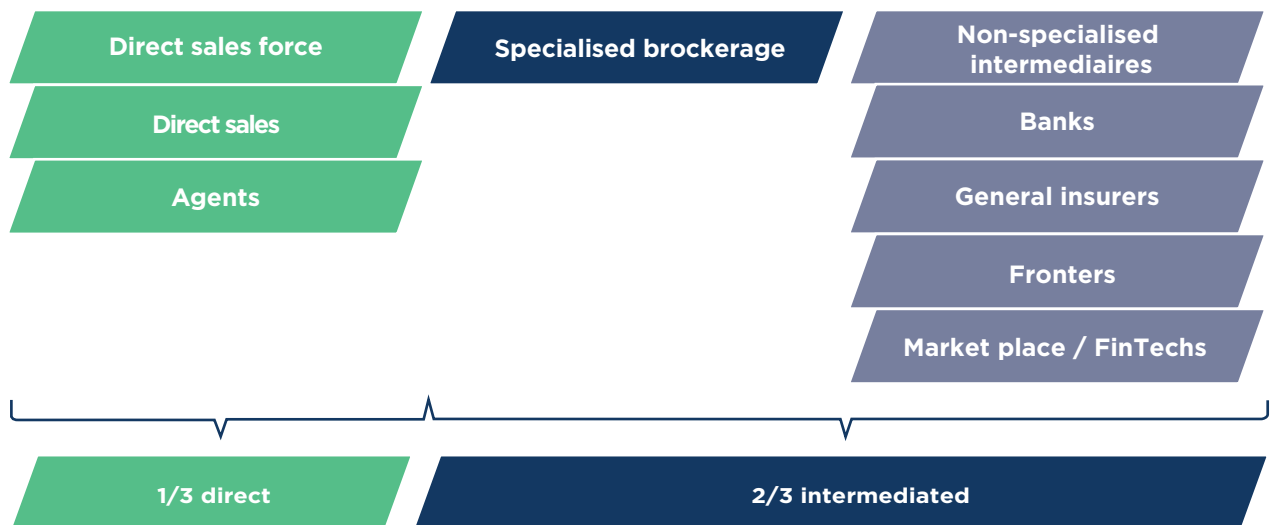 Direct sales force
Direct sales
Agents
Specialised brockerage
Non-specialised
intermediaires
Banks
General insurers
Fronters
Market place / FinTechs
1/3 direct
2/3 intermediated